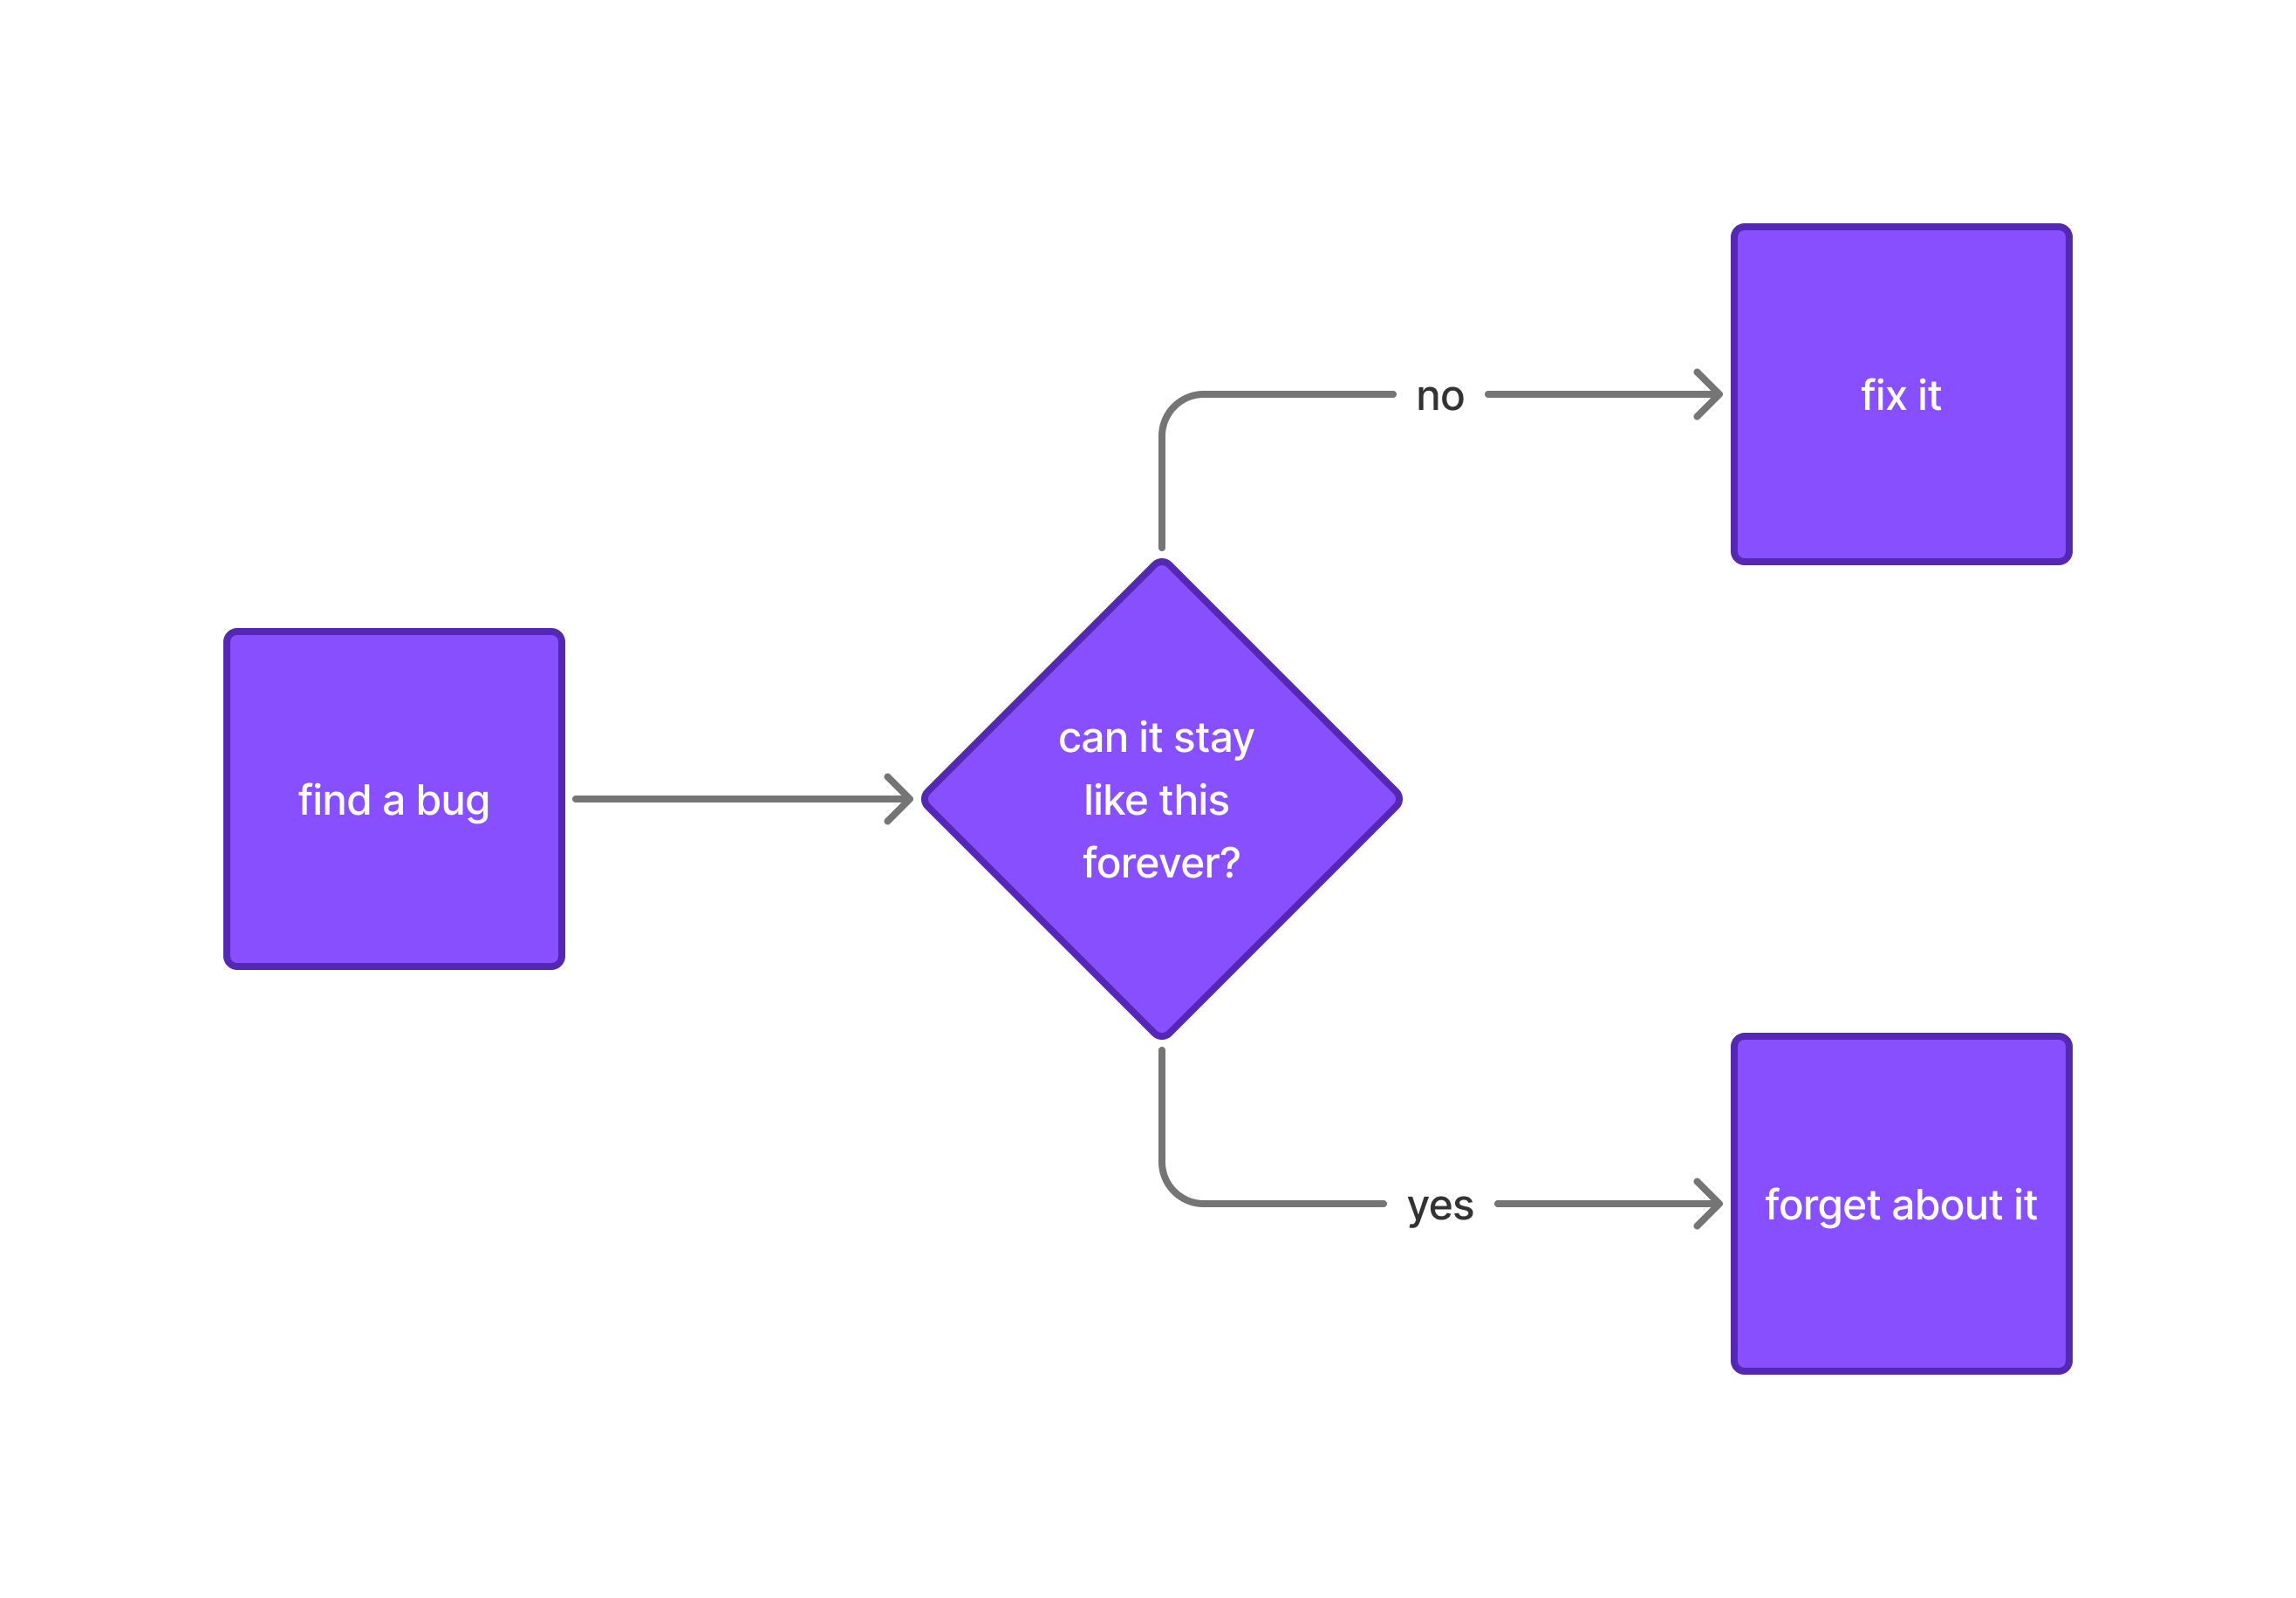 find a bug
can it stay
like this
forever?
no
fix it
yes
forget about it